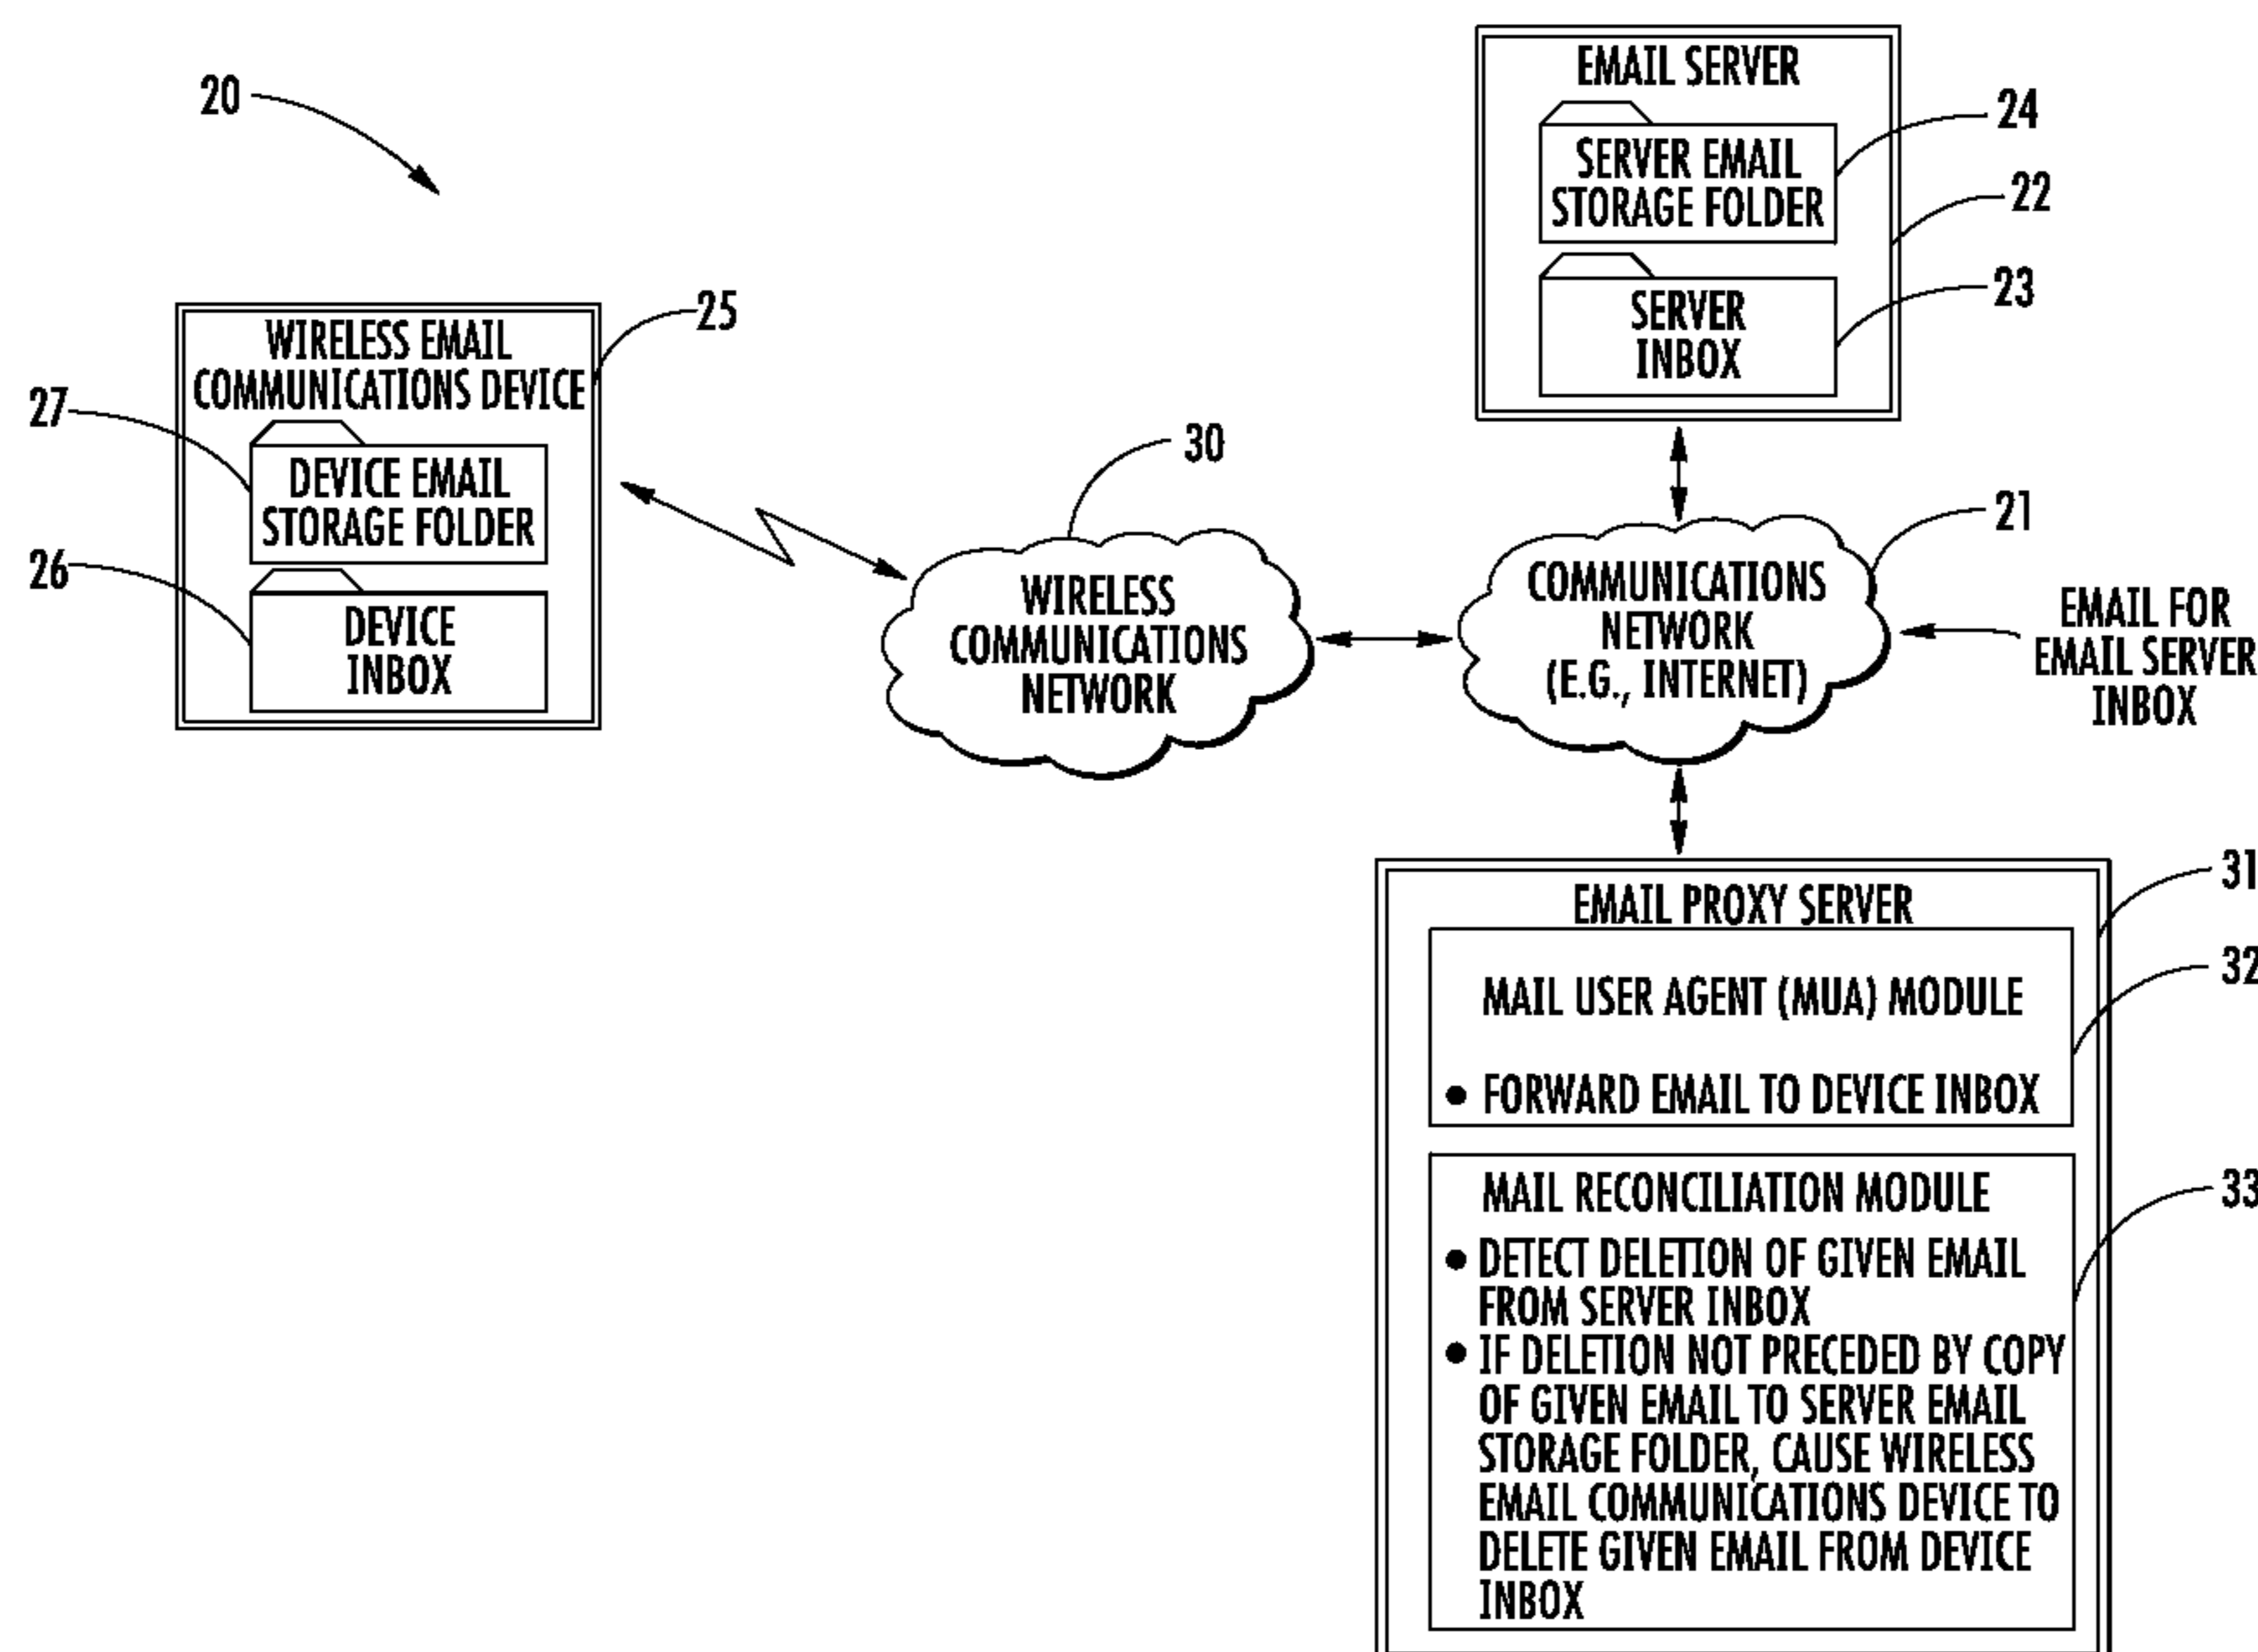 20
WIRELESS EMAIL
COMMUNICATIONS DEVICE
25
27
DEVICE EMAIL
STORAGE FOLDER
26
DEVICE
INBOX
30
WIRELESS
COMMUNICATIONS
NETWORK
EMAIL SERVER
24
SERVER EMAIL
STORAGE FOLDER
22
SERVER
INBOX
23
21
COMMUNICATIONS
NETWORK
(E.G., INTERNET)
EMAIL FOR
EMAIL SERVER
INBOX
31
EMAIL PROXY SERVER
32
MAIL USER AGENT (MUA) MODULE
● FORWARD EMAIL TO DEVICE INBOX
33
MAIL RECONCILIATION MODULE
● DETECT DELETION OF GIVEN EMAIL
FROM SERVER INBOX
● IF DELETION NOT PRECEDED BY COPY
OF GIVEN EMAIL TO SERVER EMAIL
STORAGE FOLDER, CAUSE WIRELESS
EMAIL COMMUNICATIONS DEVICE TO
DELETE GIVEN EMAIL FROM DEVICE
INBOX